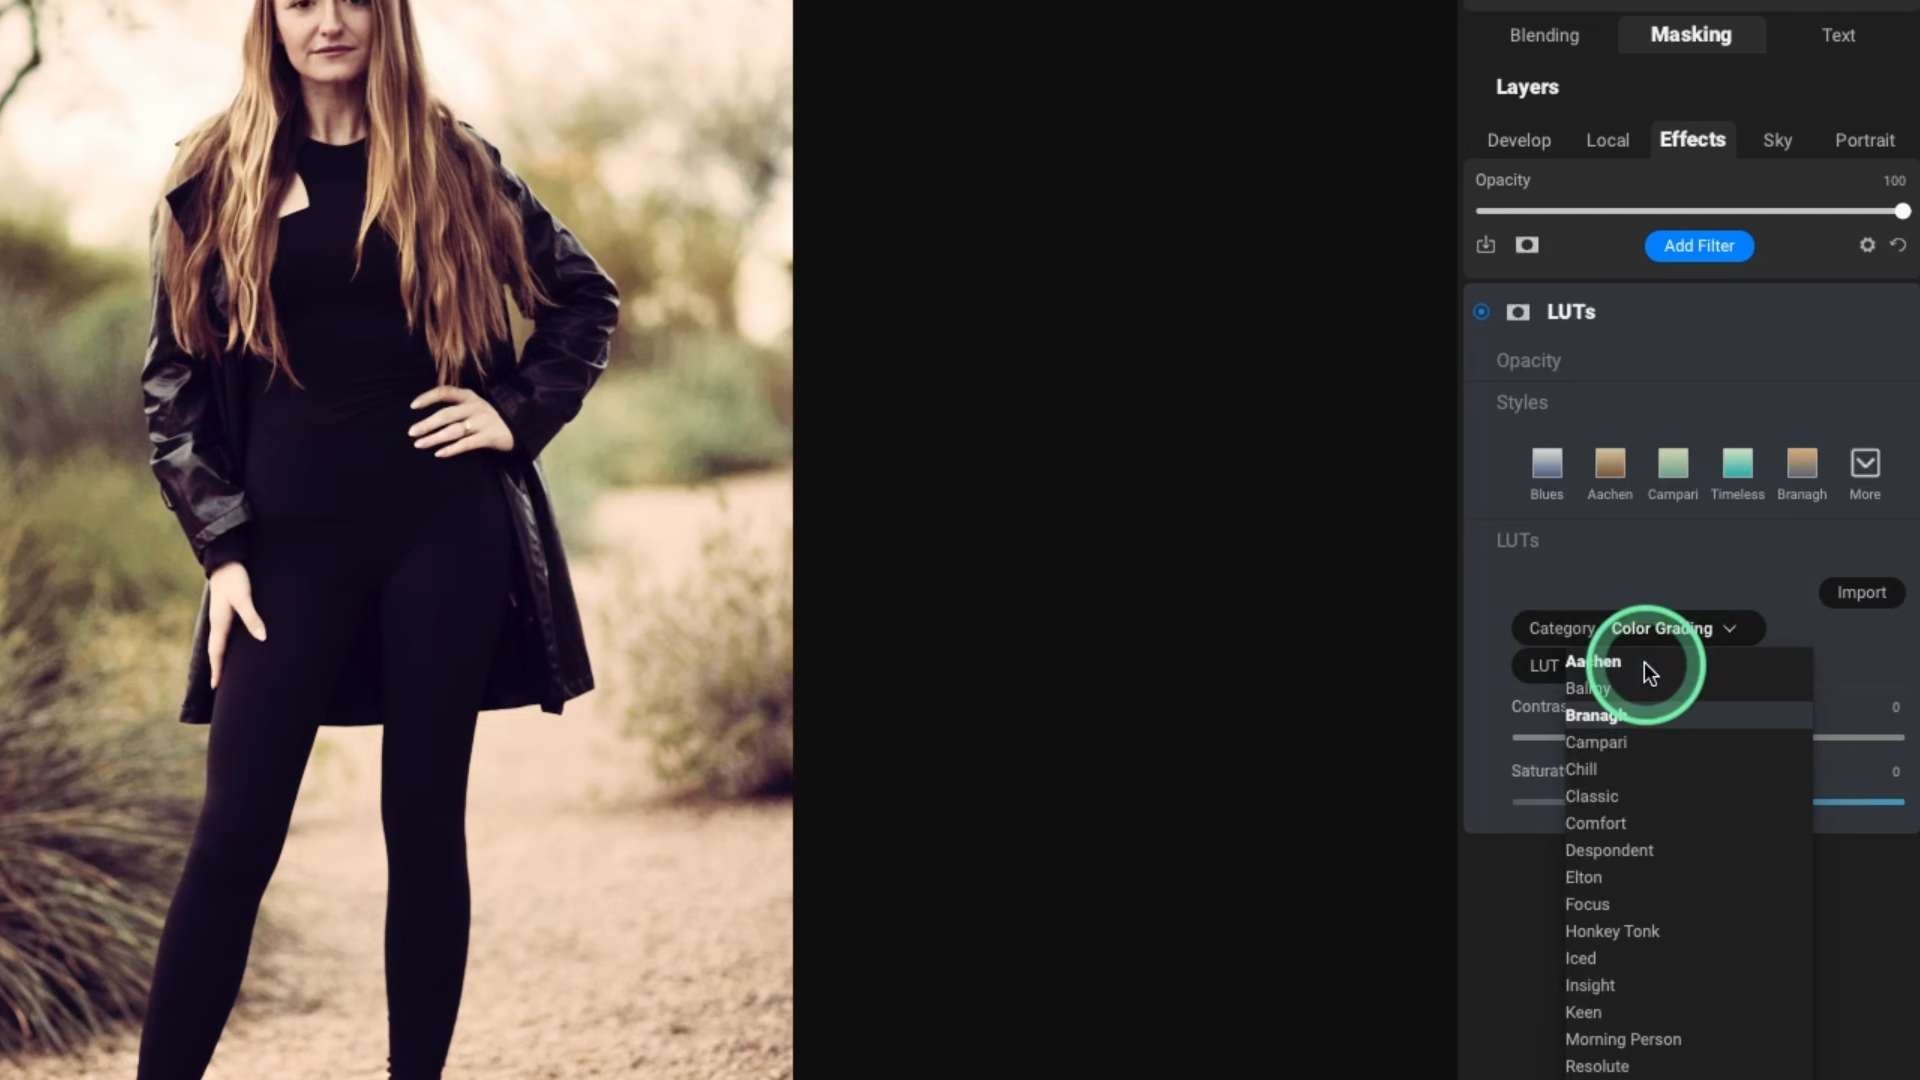 Blending Masking Text
Layers
Develop Local Effects Sky Portrait
Opacity 100
Add Filter
LUTs
Opacity
Styles
Blues Aachen Campari Timeless Branagh More
LUTs
Import
Category Color Grading
LUT Aachen
Balmy
Contras 0
Branagh
Campari
Saturat 0
Chill
Classic
Comfort
Despondent
Elton
Focus
Honkey Tonk
Iced
Insight
Keen
Morning Person
Resolute